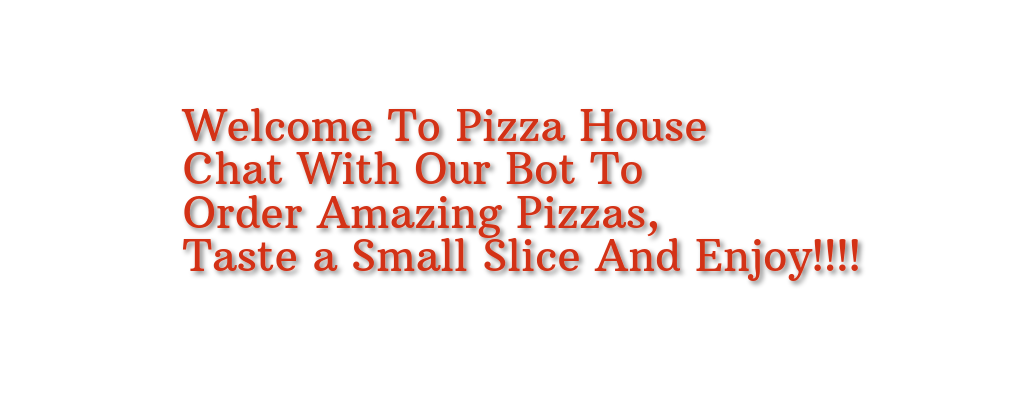 Welcome To Pizza House
Chat With Our Bot To
Order Amazing Pizzas,
Taste a Small Slice And Enjoy!!!!